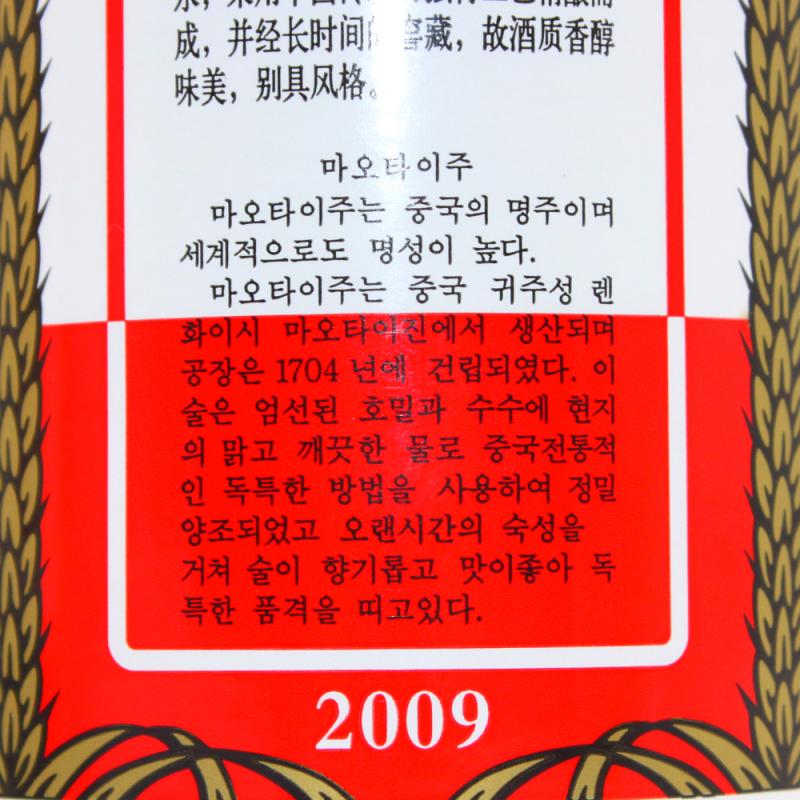 成，并经长时间的窖藏，故酒质香醇
味美，别具风格。
마오타이주
마오타이주는 중국의 명주이며
세계적으로도 명성이 높다.
마오타이주는 중국 귀주성 렌
화이시 마오타이진에서 생산되며
공장은 1704 년에 건립되였다. 이
술은 엄선된 호밀과 수수에 현지
의 맑고 깨끗한 물로 중국전통적
인 독특한 방법을 사용하여 정밀
양조되었고 오랜시간의 숙성을
거쳐 술이 향기롭고 맛이좋아 독
특한 품격을 띠고있다.
2009